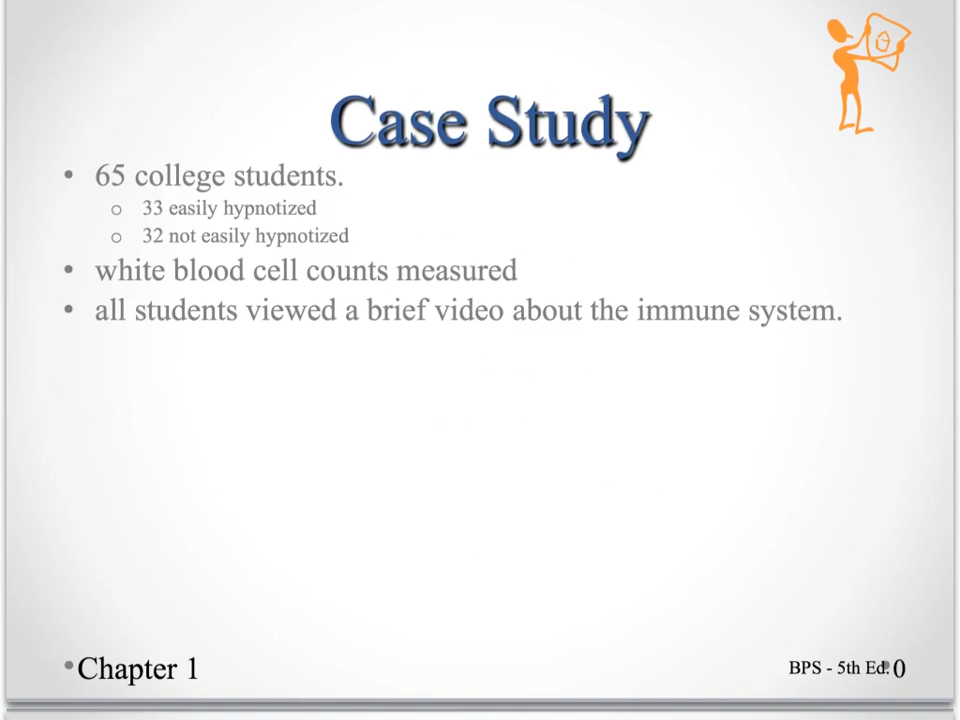 Case Study
• 65 college students.
o 33 easily hypnotized
o 32 not easily hypnotized
• white blood cell counts measured
• all students viewed a brief video about the immune system.
• Chapter 1
BPS - 5th Ed. 0